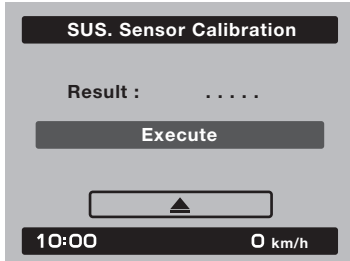 SUS. Sensor Calibration
Result : .....
Execute
10:00 0 km/h